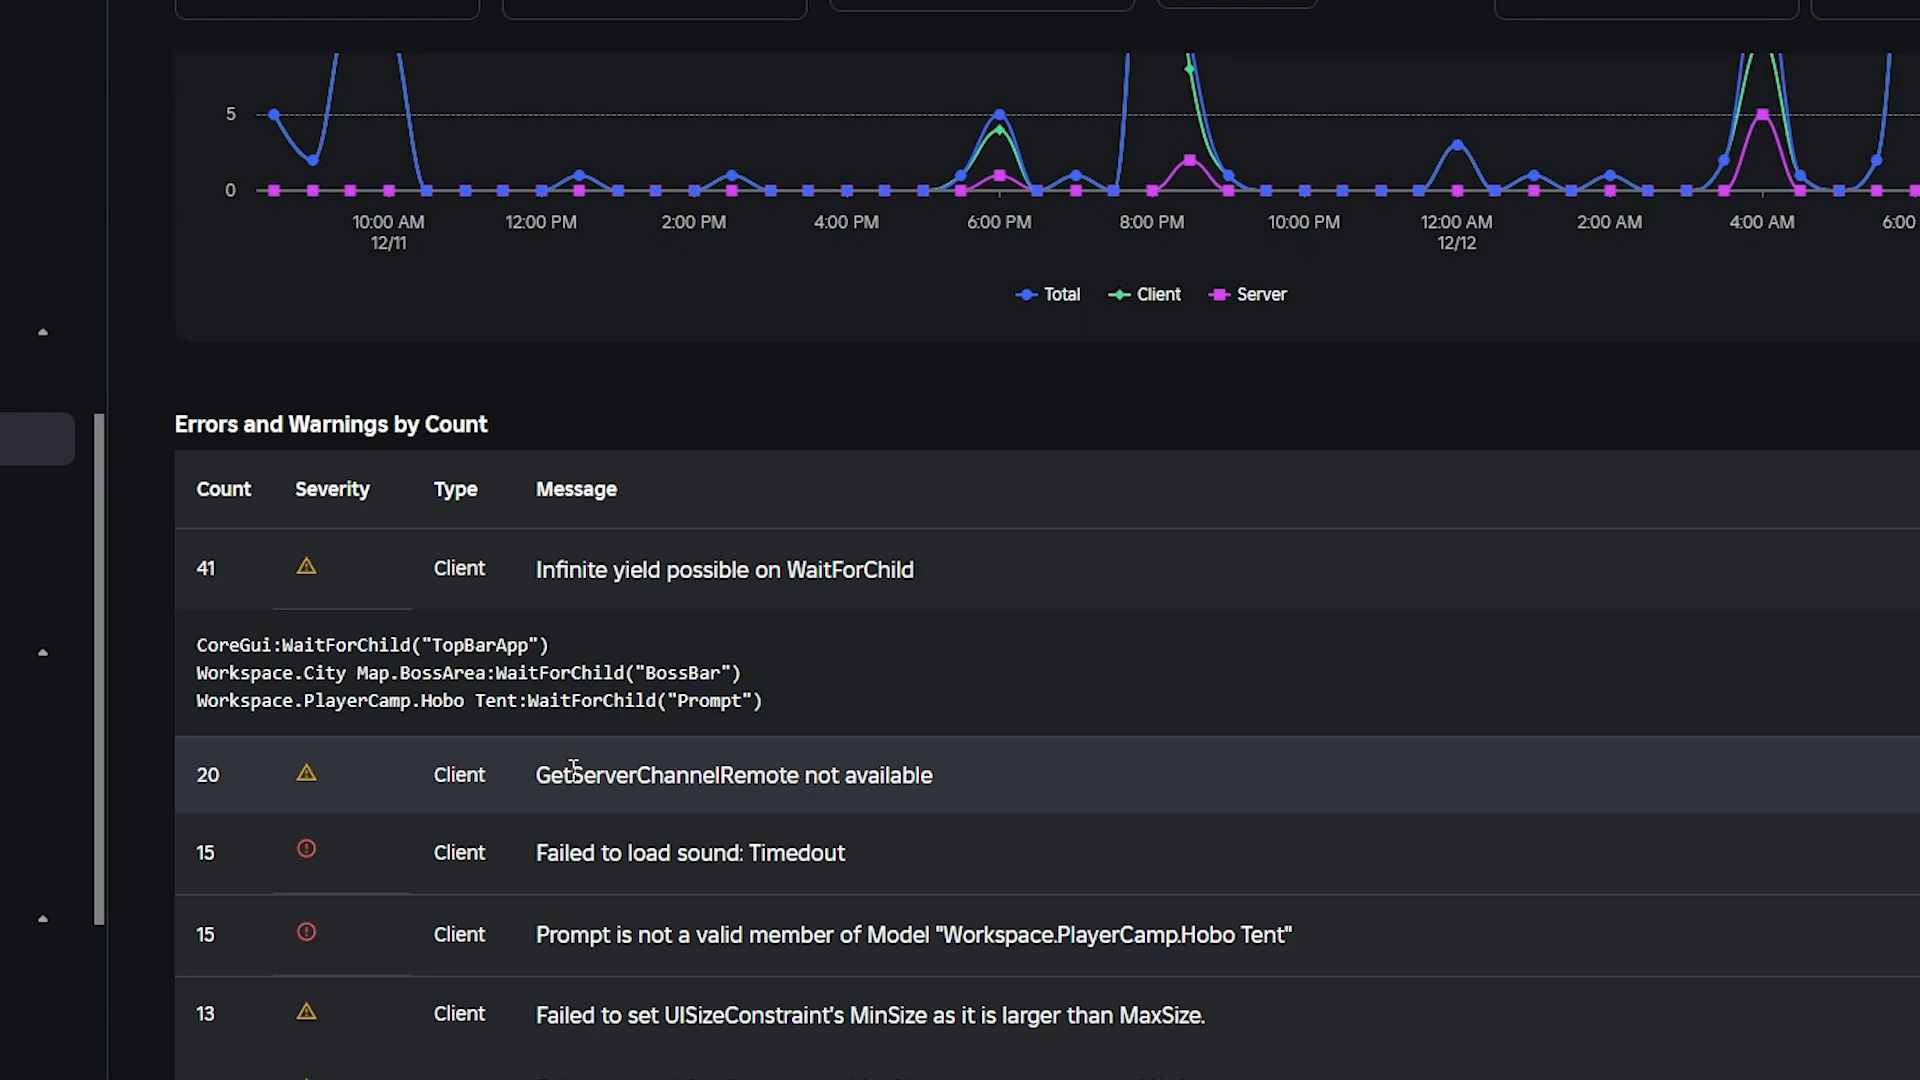 5
0
10:00 AM 12:00 PM 2:00 PM 4:00 PM 6:00 PM 8:00 PM 10:00 PM 12:00 AM 2:00 AM 4:00 AM 6:00
12/11 12/12
Total Client Server
Errors and Warnings by Count
Count Severity Type Message
41 Client Infinite yield possible on WaitForChild
CoreGui:WaitForChild("TopBarApp")
Workspace.City Map.BossArea:WaitForChild("BossBar")
Workspace.PlayerCamp.Hobo Tent:WaitForChild("Prompt")
20 Client GetServerChannelRemote not available
15 Client Failed to load sound: Timedout
15 Client Prompt is not a valid member of Model "Workspace.PlayerCamp.Hobo Tent"
13 Client Failed to set UISizeConstraint's MinSize as it is larger than MaxSize.